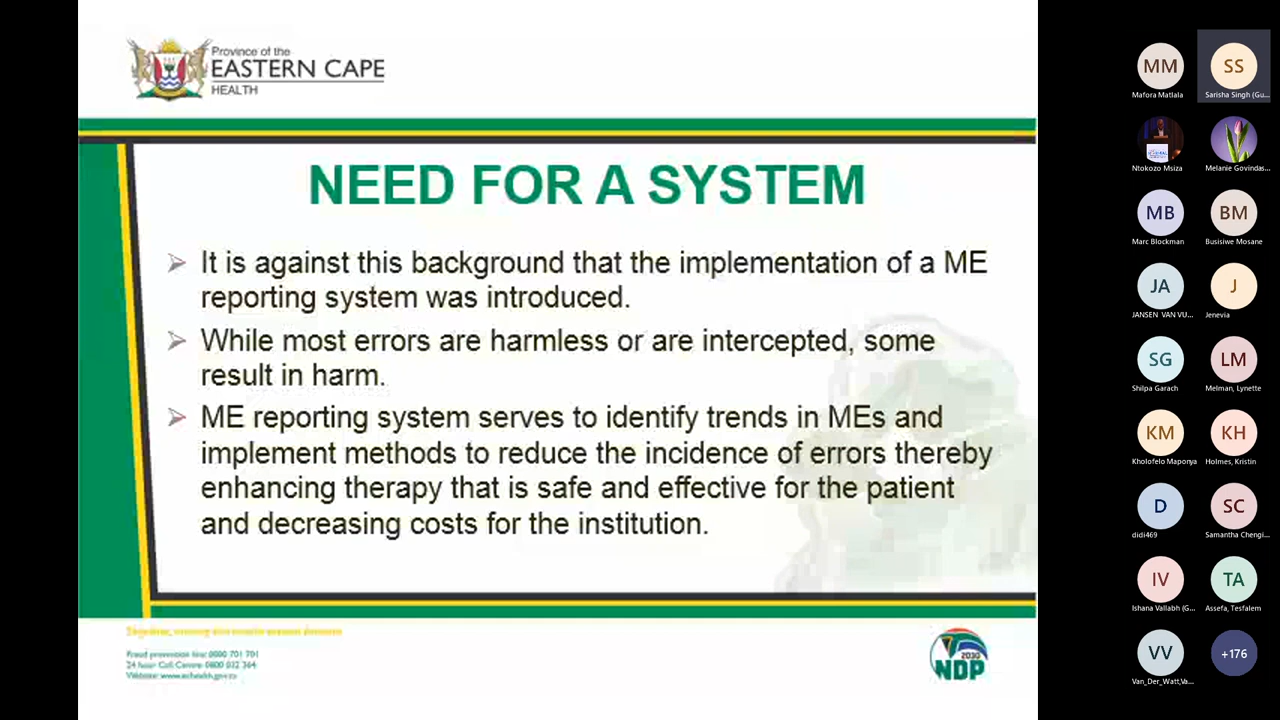 Province of the
EASTERN CAPE
HEALTH
NEED FOR A SYSTEM
It is against this background that the implementation of a ME
reporting system was introduced.
While most errors are harmless or are intercepted, some
result in harm.
ME reporting system serves to identify trends in MEs and
implement methods to reduce the incidence of errors thereby
enhancing therapy that is safe and effective for the patient
and decreasing costs for the institution.
Fraud prevention line: 0800 701 701
24 hour Call Centre: 0800 032 364
Website: www.echealth.gov.za
2030
NDP
MM
Mafora Matlala
SS
Sarisha Singh (Gu...
Ntokozo Msiza
Melanie Govindas...
MB
Marc Blockman
BM
Busisiwe Mosane
JA
JANSEN VAN VU...
J
Jenevia
SG
Shilpa Garach
LM
Melman, Lynette
KM
Kholofelo Maponya
KH
Holmes, Kristin
D
didi469
SC
Samantha Chengi...
IV
Ishana Vallabh (G...
TA
Assefa, Tesfalem
VV
Van_Der_Watt,Va...
+176